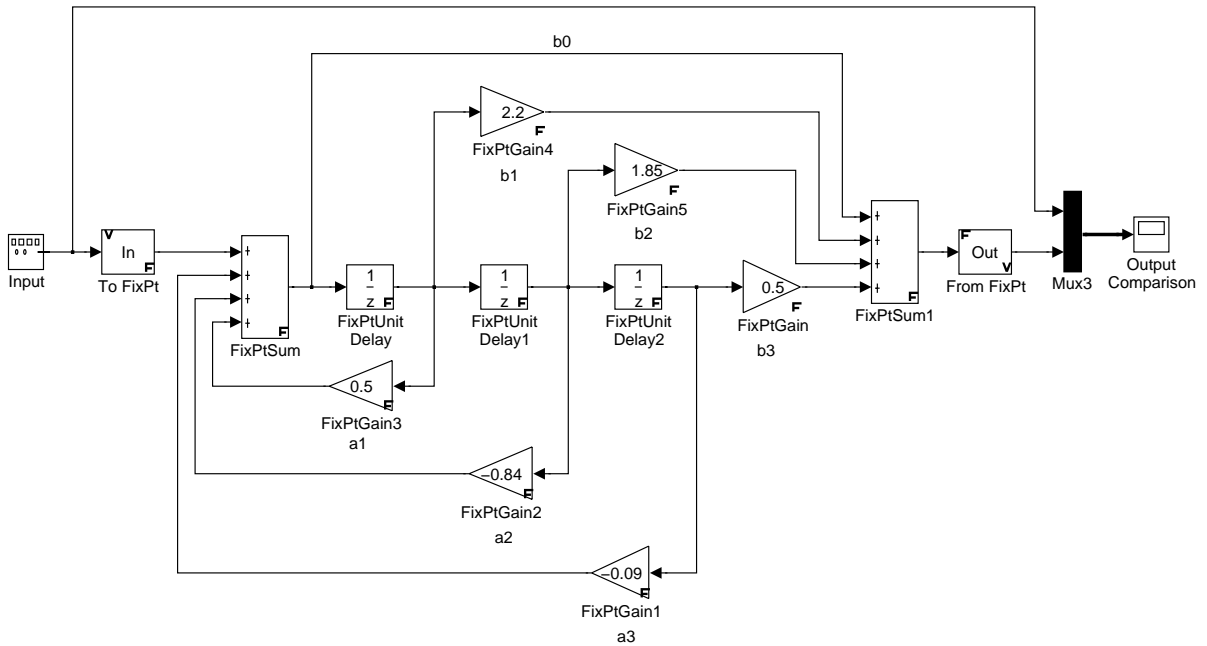 b0
2.2
F
FixPtGain4
b1
1.85
F
FixPtGain5
b2
Input
V
In
F
To FixPt
+
+
+
+
F
FixPtSum
1
z
F
FixPtUnit
Delay
1
z
F
FixPtUnit
Delay1
1
z
F
FixPtUnit
Delay2
0.5
F
FixPtGain
b3
+
+
+
+
F
FixPtSum1
F
Out
V
From FixPt
Mux3
Output
Comparison
0.5
F
FixPtGain3
a1
−0.84
F
FixPtGain2
a2
−0.09
F
FixPtGain1
a3